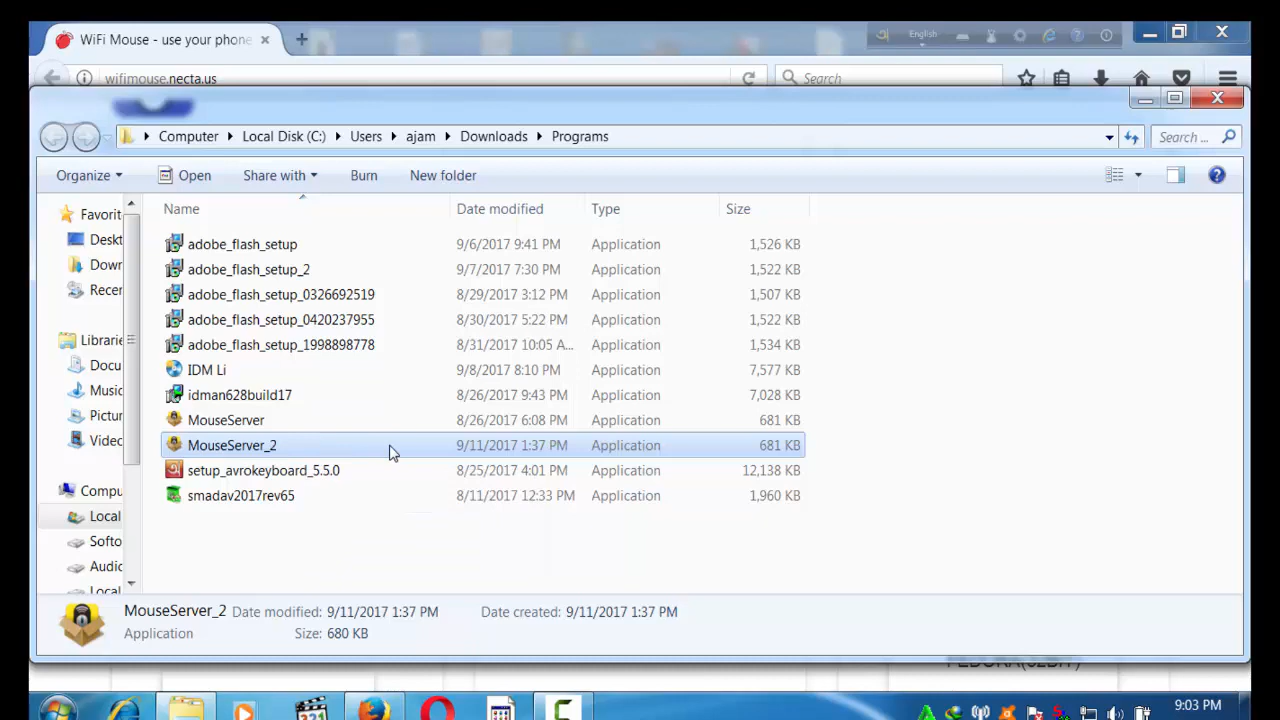 WiFi Mouse - use your phone
English
wifimouse.necta.us
Search
Computer Local Disk (C:) Users ajam Downloads Programs
Search ...
Organize Open Share with Burn New folder
Name Date modified Type Size
Favorit
Deskt
Down
Recen
Librarie
Docu
Music
Pictur
Videc
Compu
Local
Softo
Audio
Local
adobe_flash_setup 9/6/2017 9:41 PM Application 1,526 KB
adobe_flash_setup_2 9/7/2017 7:30 PM Application 1,522 KB
adobe_flash_setup_0326692519 8/29/2017 3:12 PM Application 1,507 KB
adobe_flash_setup_0420237955 8/30/2017 5:22 PM Application 1,522 KB
adobe_flash_setup_1998898778 8/31/2017 10:05 A... Application 1,534 KB
IDM Li 9/8/2017 8:10 PM Application 7,577 KB
idman628build17 8/26/2017 9:43 PM Application 7,028 KB
MouseServer 8/26/2017 6:08 PM Application 681 KB
MouseServer_2 9/11/2017 1:37 PM Application 681 KB
setup_avrokeyboard_5.5.0 8/25/2017 4:01 PM Application 12,138 KB
smadav2017rev65 8/11/2017 12:33 PM Application 1,960 KB
MouseServer_2 Date modified: 9/11/2017 1:37 PM Date created: 9/11/2017 1:37 PM
Application Size: 680 KB
FEDORA(32BIT)
321
9:03 PM